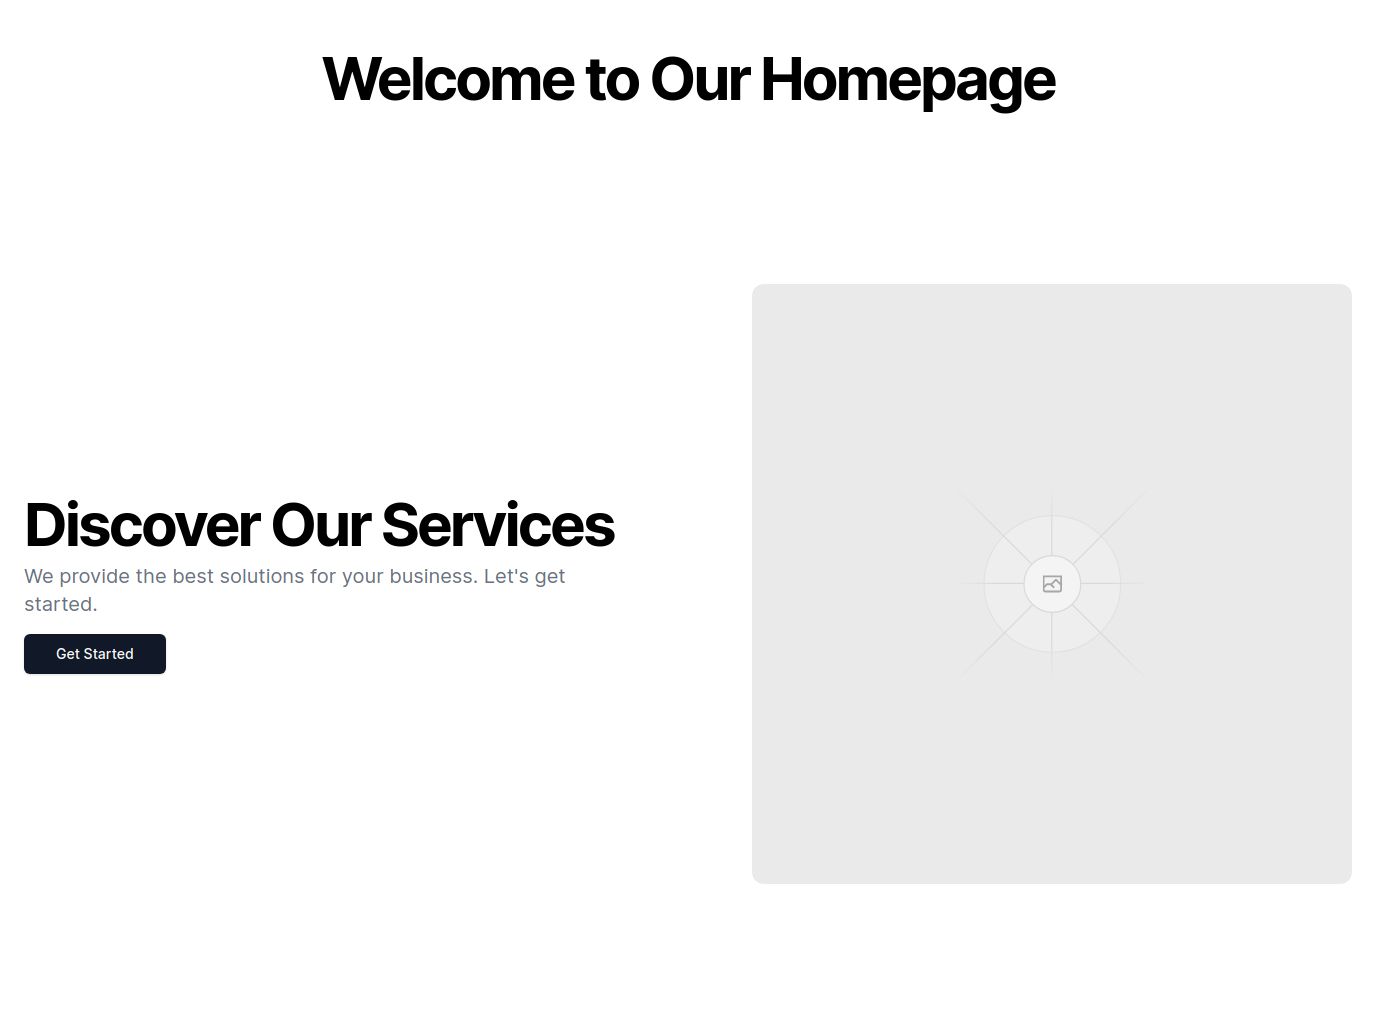 Welcome to Our Homepage
Discover Our Services
We provide the best solutions for your business. Let's get
started.
Get Started